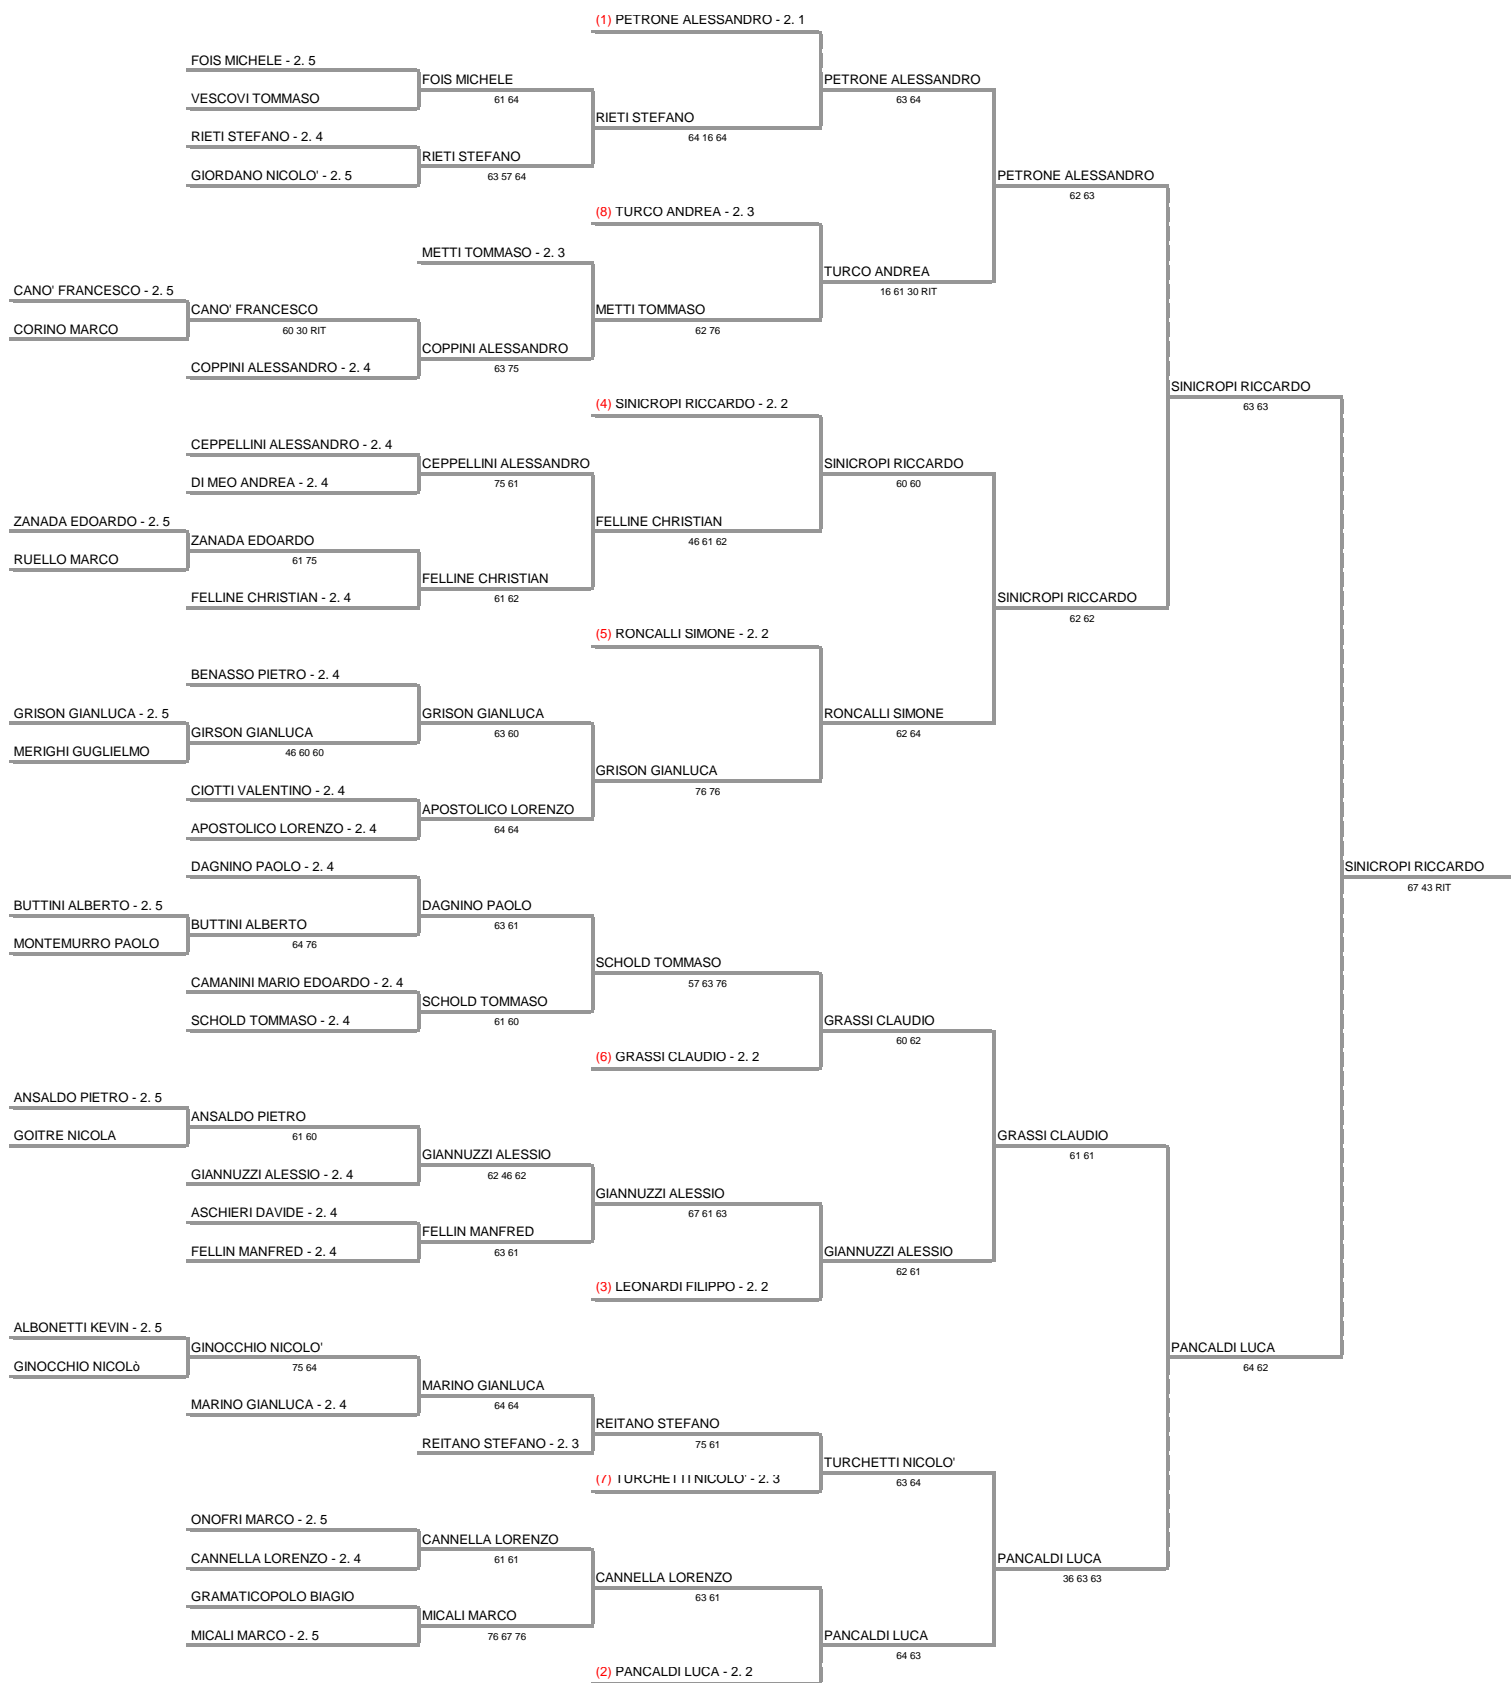 (1) PETRONE ALESSANDRO - 2. 1
FOIS MICHELE - 2. 5
FOIS MICHELE
PETRONE ALESSANDRO
VESCOVI TOMMASO
61 64
63 64
RIETI STEFANO
RIETI STEFANO - 2. 4
64 16 64
RIETI STEFANO
GIORDANO NICOLO' - 2. 5
63 57 64
PETRONE ALESSANDRO
62 63
(8) TURCO ANDREA - 2. 3
METTI TOMMASO - 2. 3
TURCO ANDREA
CANO' FRANCESCO - 2. 5
16 61 30 RIT
CANO' FRANCESCO
METTI TOMMASO
CORINO MARCO
60 30 RIT
62 76
COPPINI ALESSANDRO
COPPINI ALESSANDRO - 2. 4
63 75
SINICROPI RICCARDO
63 63
(4) SINICROPI RICCARDO - 2. 2
CEPPELLINI ALESSANDRO - 2. 4
CEPPELLINI ALESSANDRO
SINICROPI RICCARDO
DI MEO ANDREA - 2. 4
75 61
60 60
ZANADA EDOARDO - 2. 5
FELLINE CHRISTIAN
ZANADA EDOARDO
46 61 62
RUELLO MARCO
61 75
FELLINE CHRISTIAN
FELLINE CHRISTIAN - 2. 4
61 62
SINICROPI RICCARDO
62 62
(5) RONCALLI SIMONE - 2. 2
BENASSO PIETRO - 2. 4
GRISON GIANLUCA - 2. 5
GRISON GIANLUCA
RONCALLI SIMONE
GIRSON GIANLUCA
63 60
62 64
MERIGHI GUGLIELMO
46 60 60
GRISON GIANLUCA
76 76
CIOTTI VALENTINO - 2. 4
APOSTOLICO LORENZO
APOSTOLICO LORENZO - 2. 4
64 64
DAGNINO PAOLO - 2. 4
SINICROPI RICCARDO
67 43 RIT
BUTTINI ALBERTO - 2. 5
DAGNINO PAOLO
BUTTINI ALBERTO
63 61
MONTEMURRO PAOLO
64 76
SCHOLD TOMMASO
57 63 76
CAMANINI MARIO EDOARDO - 2. 4
SCHOLD TOMMASO
SCHOLD TOMMASO - 2. 4
61 60
GRASSI CLAUDIO
60 62
(6) GRASSI CLAUDIO - 2. 2
ANSALDO PIETRO - 2. 5
ANSALDO PIETRO
GOITRE NICOLA
61 60
GRASSI CLAUDIO
61 61
GIANNUZZI ALESSIO
GIANNUZZI ALESSIO - 2. 4
62 46 62
GIANNUZZI ALESSIO
ASCHIERI DAVIDE - 2. 4
67 61 63
FELLIN MANFRED
FELLIN MANFRED - 2. 4
63 61
GIANNUZZI ALESSIO
62 61
(3) LEONARDI FILIPPO - 2. 2
ALBONETTI KEVIN - 2. 5
GINOCCHIO NICOLO'
PANCALDI LUCA
GINOCCHIO NICOLò
75 64
64 62
MARINO GIANLUCA
MARINO GIANLUCA - 2. 4
64 64
REITANO STEFANO
REITANO STEFANO - 2. 3
75 61
TURCHETTI NICOLO'
(7) TURCHETTI NICOLO' - 2. 3
63 64
ONOFRI MARCO - 2. 5
CANNELLA LORENZO
CANNELLA LORENZO - 2. 4
61 61
PANCALDI LUCA
36 63 63
CANNELLA LORENZO
GRAMATICOPOLO BIAGIO
63 61
MICALI MARCO
MICALI MARCO - 2. 5
76 67 76
PANCALDI LUCA
64 63
(2) PANCALDI LUCA - 2. 2